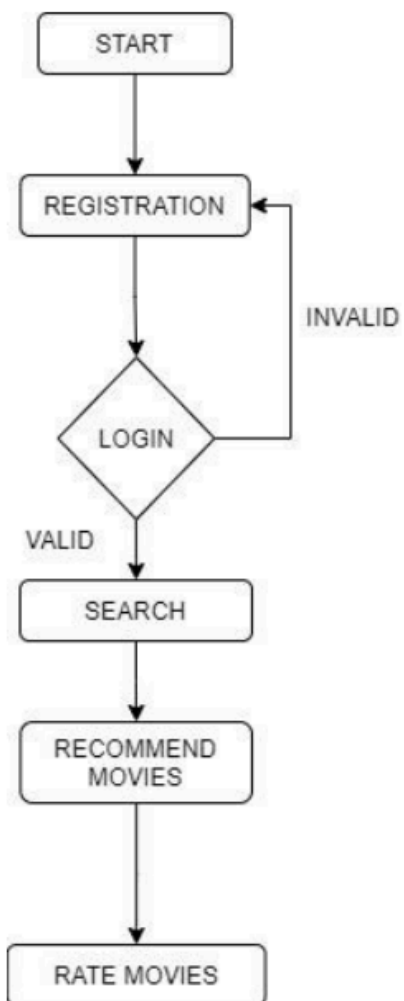 START
REGISTRATION
INVALID
LOGIN
VALID
SEARCH
RECOMMEND
MOVIES
RATE MOVIES